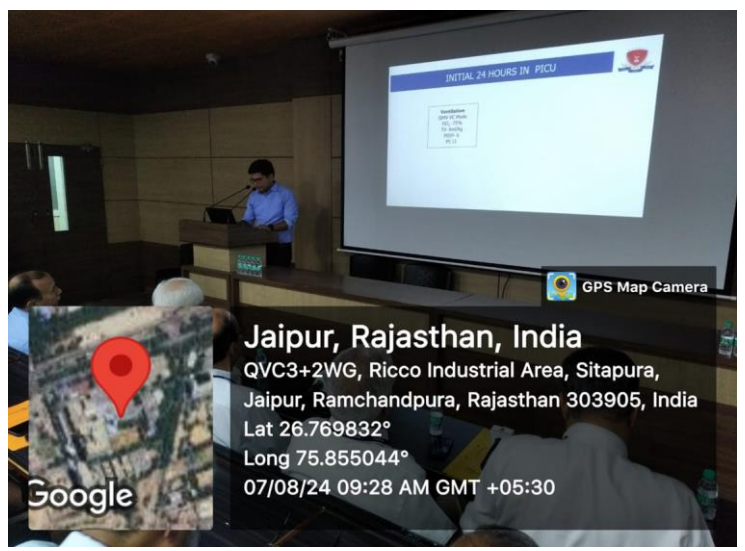 INITIAL 24 HOURS IN PICU
Ventilation
GPS Map Camera
Jaipur, Rajasthan, India
QVC3+2WG, Ricco Industrial Area, Sitapura,
Jaipur, Ramchandpura, Rajasthan 303905, India
Lat 26.769832°
Long 75.855044°
07/08/24 09:28 AM GMT +05:30
Google